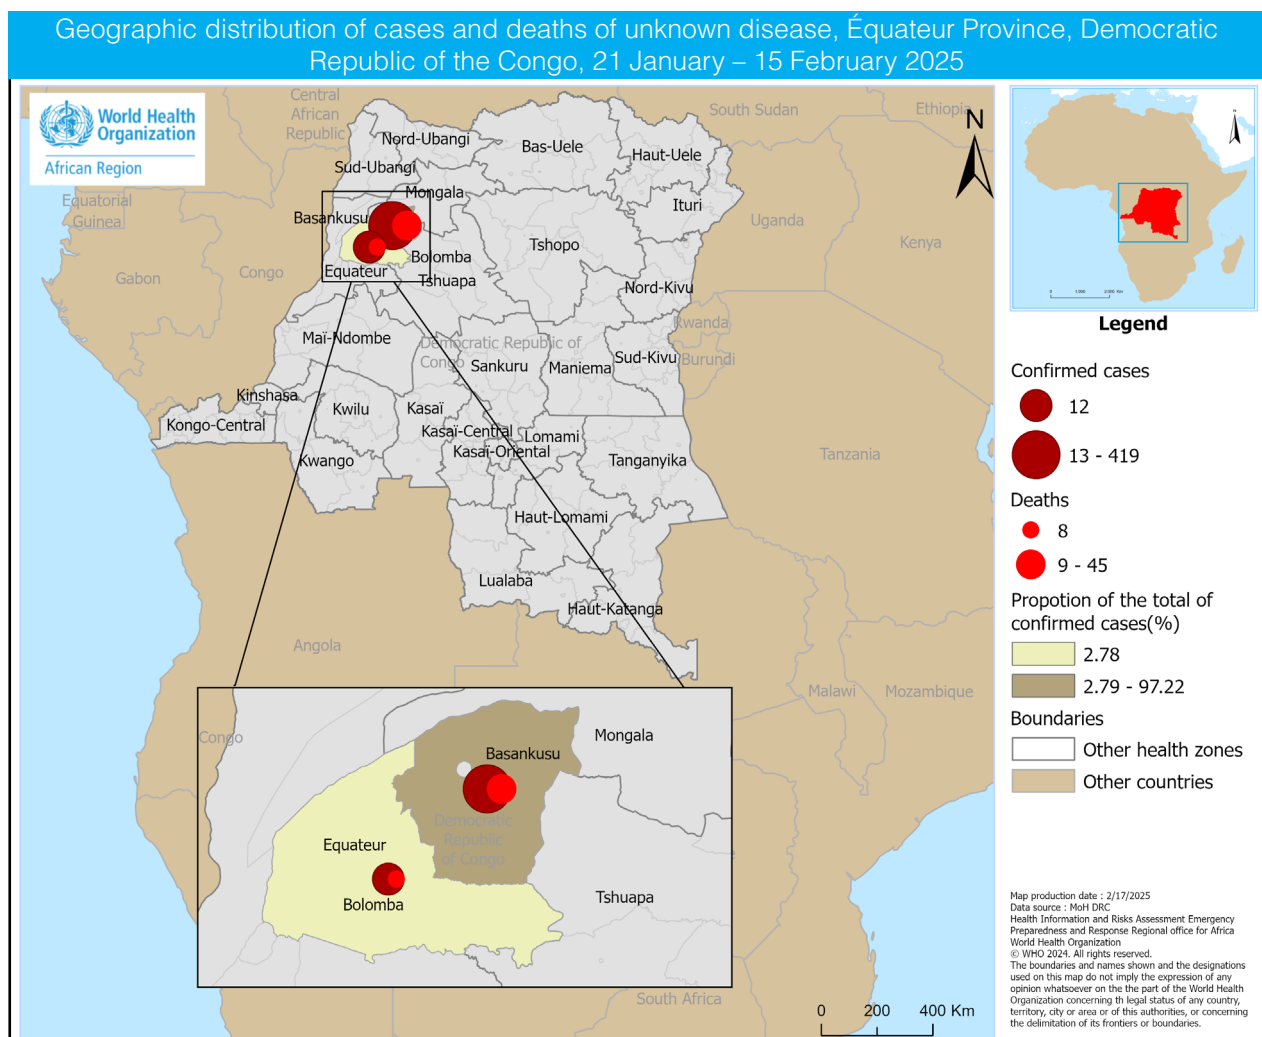 Geographic distribution of cases and deaths of unknown disease, Équateur Province, Democratic
Republic of the Congo, 21 January – 15 February 2025
World Health
Organization
African Region
Central
African
Republic
South Sudan
Ethiopia
Nord-Ubangi
Bas-Uele
Haut-Uele
Sud-Ubangi
Mongala
Ituri
Equatorial
Guinea
Basankusu
Uganda
Kenya
Tshopo
Bolomba
Equateur
Tshuapa
Gabon
Congo
Nord-Kivu
Rwanda
Burundi
Maï-Ndombe
Democratic Republic of
Congo
Sankuru
Maniema
Sud-Kivu
Kinshasa
Kongo-Central
Kwilu
Kasaï
Kasaï-Central
Lomami
Kasaï-Oriental
Kwango
Tanganyika
Tanzania
Haut-Lomami
Lualaba
Haut-Katanga
Angola
Malawi
Mozambique
Congo
Mongala
Basankusu
Democratic
Republic
of Congo
Equateur
Bolomba
Tshuapa
South Africa
N
0 200 400 Km
N
0 1,000 2,000 Km
Legend
Confirmed cases
12
13 - 419
Deaths
8
9 - 45
Propotion of the total of
confirmed cases(%)
2.78
2.79 - 97.22
Boundaries
Other health zones
Other countries
Map production date : 2/17/2025
Data source : MoH DRC
Health Information and Risks Assessment Emergency
Preparedness and Response Regional office for Africa
World Health Organization
© WHO 2024. All rights reserved.
The boundaries and names shown and the designations
used on this map do not imply the expression of any
opinion whatsoever on the the part of the World Health
Organization concerning th legal status of any country,
territory, city or area or of this authorities, or concerning
the delimitation of its frontiers or boundaries.